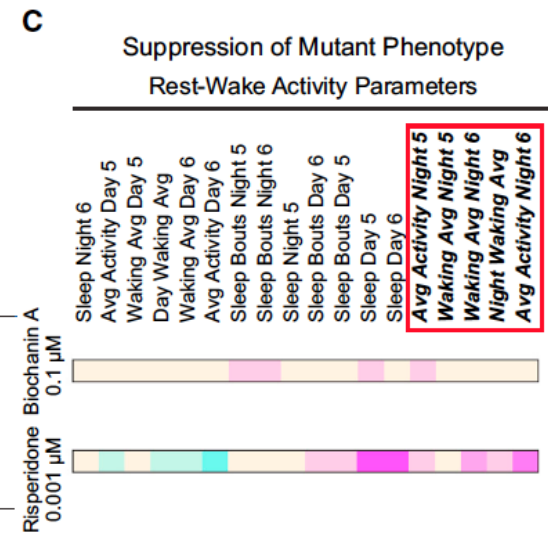 C
Suppression of Mutant Phenotype
Rest-Wake Activity Parameters
Sleep Night 6
Avg Activity Day 5
Waking Avg Day 5
Day Waking Avg
Waking Avg Day 6
Avg Activity Day 6
Sleep Bouts Night 5
Sleep Bouts Night 6
Sleep Night 5
Sleep Bouts Day 6
Sleep Bouts Day 5
Sleep Day 5
Sleep Day 6
Avg Activity Night 5
Waking Avg Night 5
Waking Avg Night 6
Night Waking Avg
Avg Activity Night 6
Biochanin A
0.1 µM
Risperidone
0.001 µM